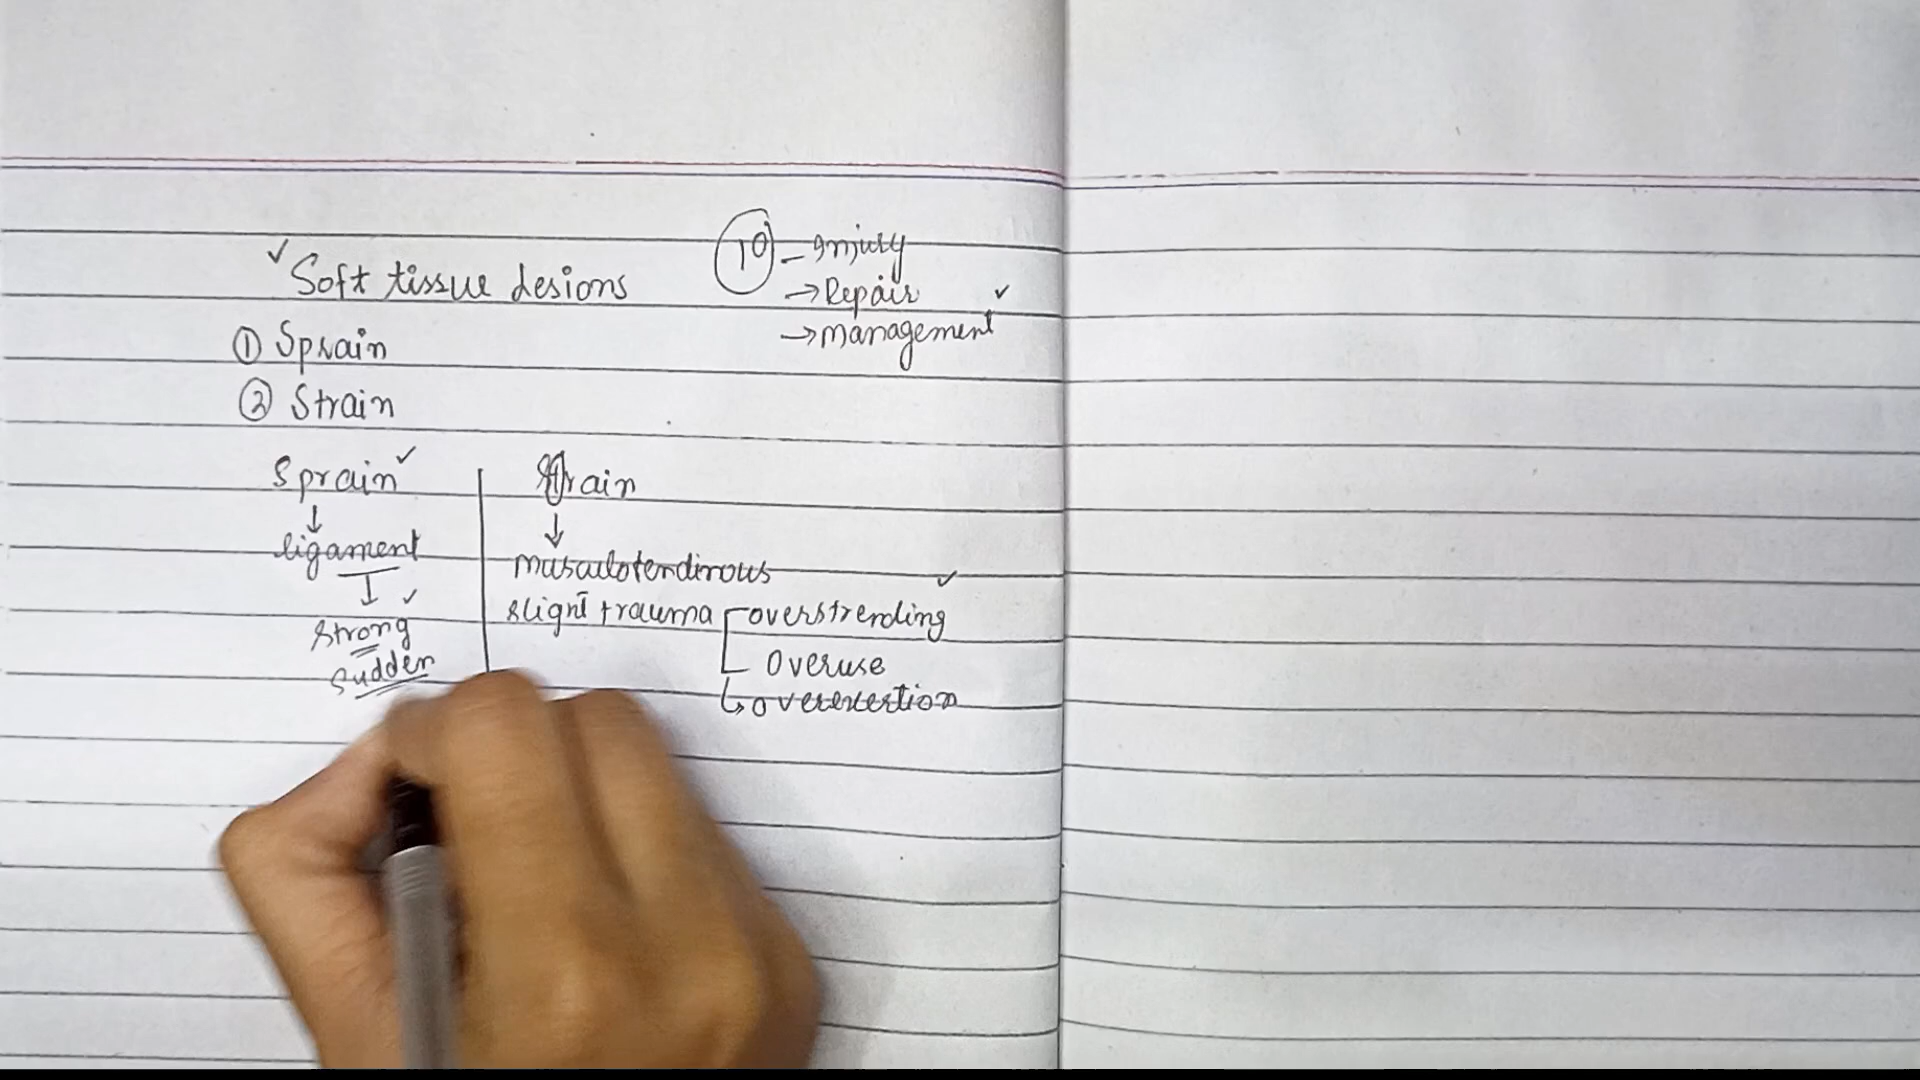 ✓ Soft tissue lesions
10 - Injury
→ Repair ✓
→ management
① Sprain
② Strain
Sprain ✓
↓
ligament
↓
strong ✓
sudden
Strain
↓
musculotendinous
slight trauma overstrending ✓
overuse
↳ overexertion